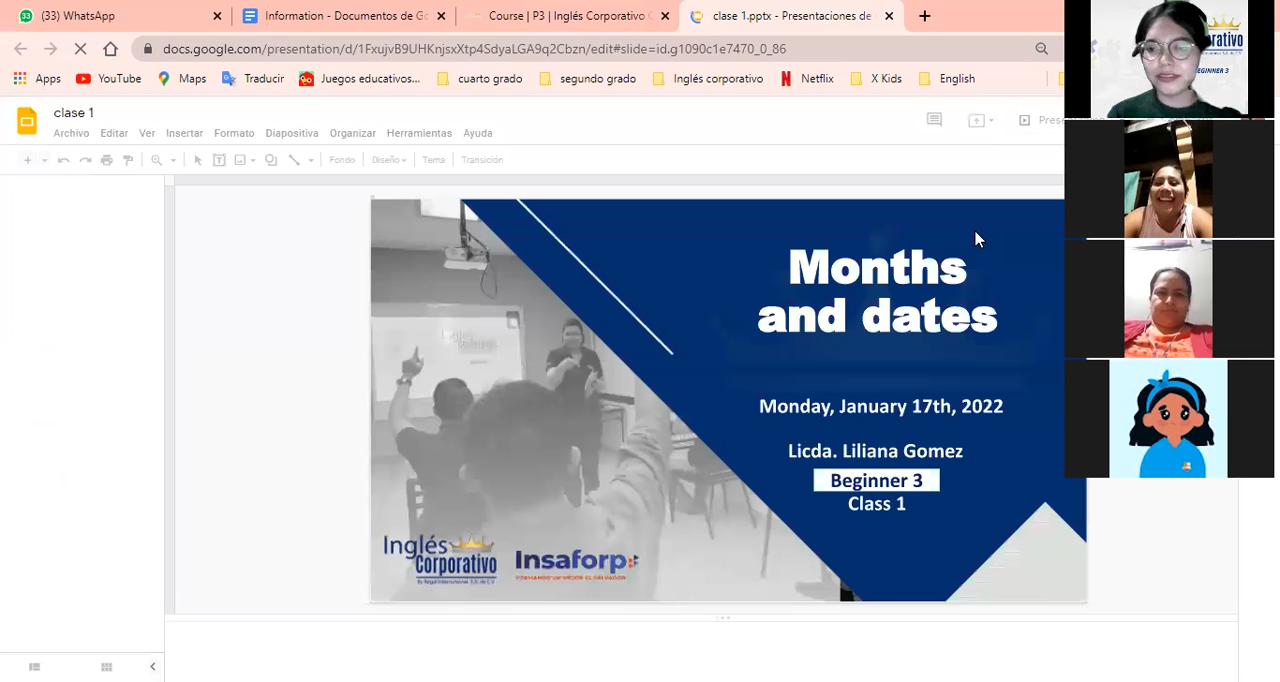 (33) WhatsApp
Information - Documentos de Go
Course | P3 | Inglés Corporativo C
clase 1.pptx - Presentaciones de
docs.google.com/presentation/d/1FxujvB9UHKnjsxXtp4SdyaLGA9q2Cbzn/edit#slide=id.g1090c1e7470_0_86
Apps
YouTube
Maps
Traducir
Juegos educativos...
cuarto grado
segundo grado
Inglés corporativo
Netflix
X Kids
English
clase 1
Archivo Editar Ver Insertar Formato Diapositiva Organizar Herramientas Ayuda
Fondo Diseño Tema Transición
Months
and dates
Monday, January 17th, 2022
Licda. Liliana Gomez
Beginner 3
Class 1
Inglés
Corporativo
Insaforp